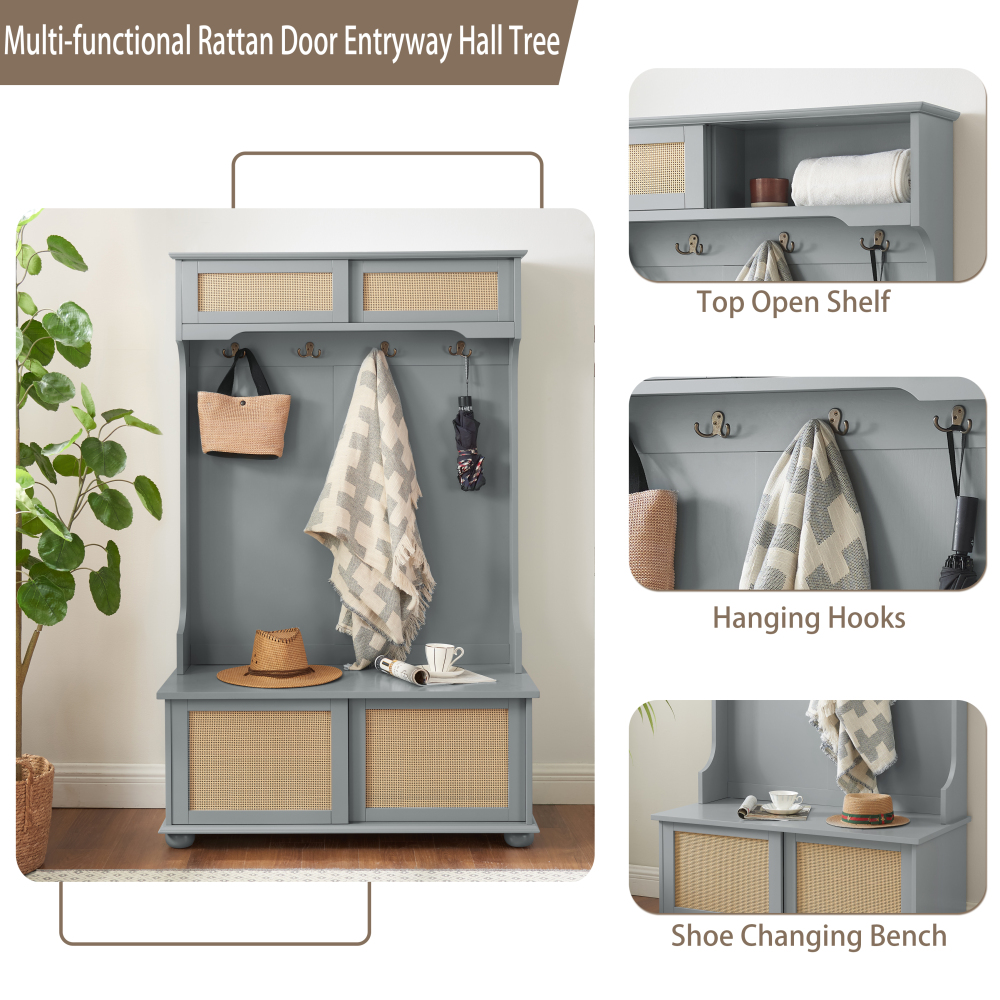 Multi-functional Rattan Door Entryway Hall Tree
Top Open Shelf
Hanging Hooks
Shoe Changing Bench